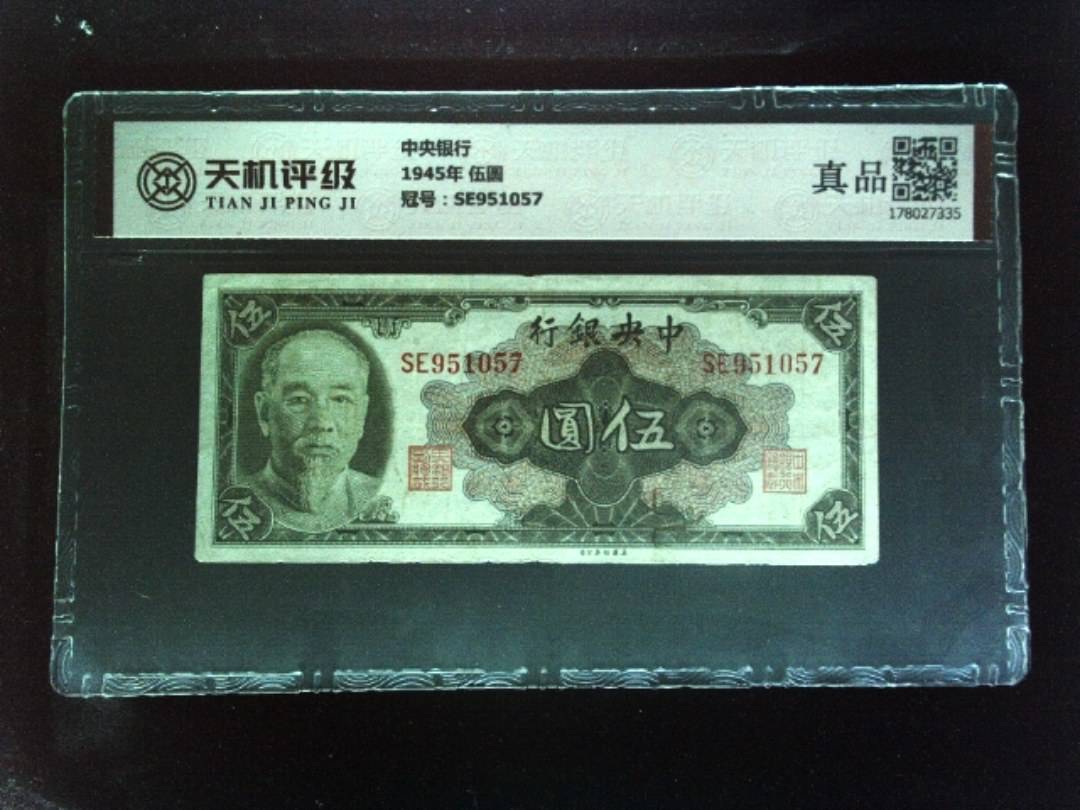 天机评级
TIAN JI PING JI
中央银行
1945年 伍圆
冠号：SE951057
真品
178027335
伍
伍
行銀央中
SE951057
SE951057
圓伍
伍
伍